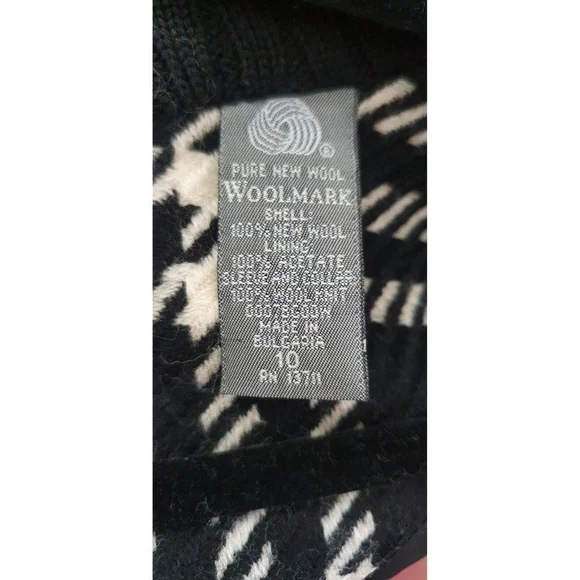 ®
PURE NEW WOOL
WOOLMARK
SHELL:
100% NEW WOOL
LINING:
100% ACETATE
SLEEVE AND COLLAR
100% WOOL KNIT
0007BG00W
MADE IN
BULGARIA
10
RN 13711